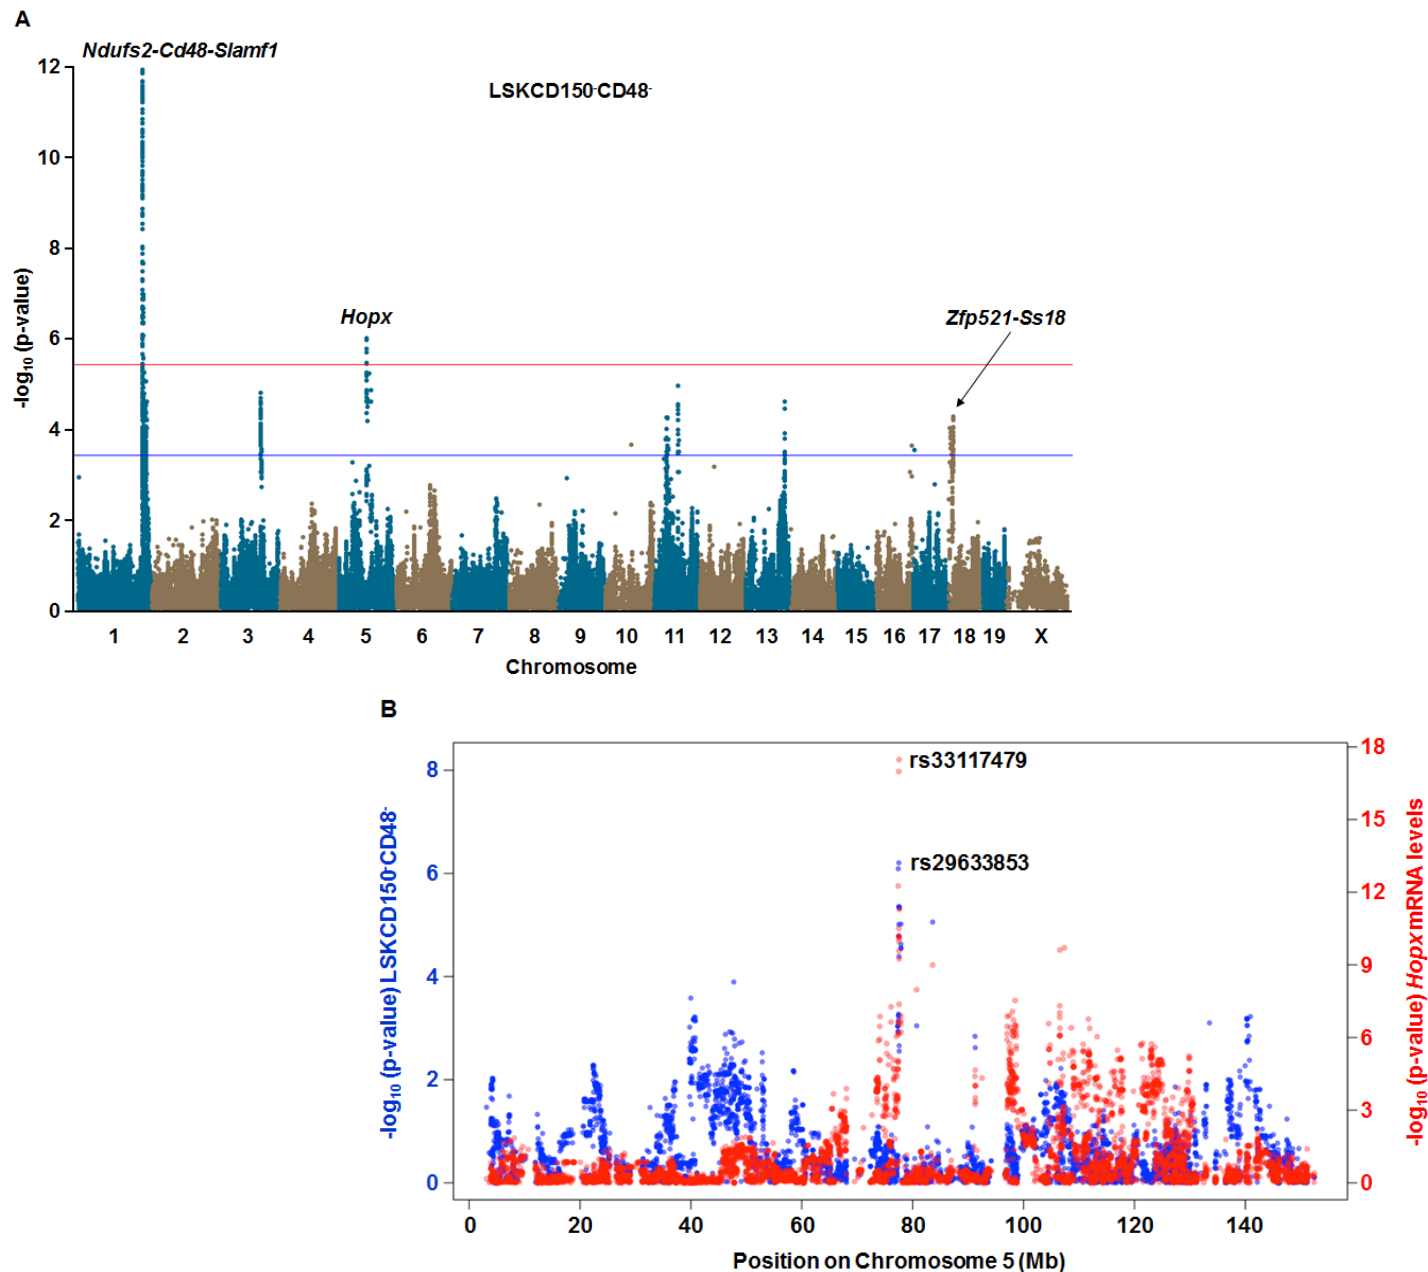 A
Ndufs2-Cd48-Slamf1
LSKCD150-CD48-
12
10
8
6
4
2
0
-log10 (p-value)
Hopx
Zfp521-Ss18
1 2 3 4 5 6 7 8 9 10 11 12 13 14 15 16 17 18 19 X
Chromosome
B
8
6
4
2
0
-log10 (p-value) LSKCD150-CD48-
rs33117479
rs29633853
18
15
12
9
6
3
0
-log10 (p-value) Hopx mRNA levels
0 20 40 60 80 100 120 140
Position on Chromosome 5 (Mb)